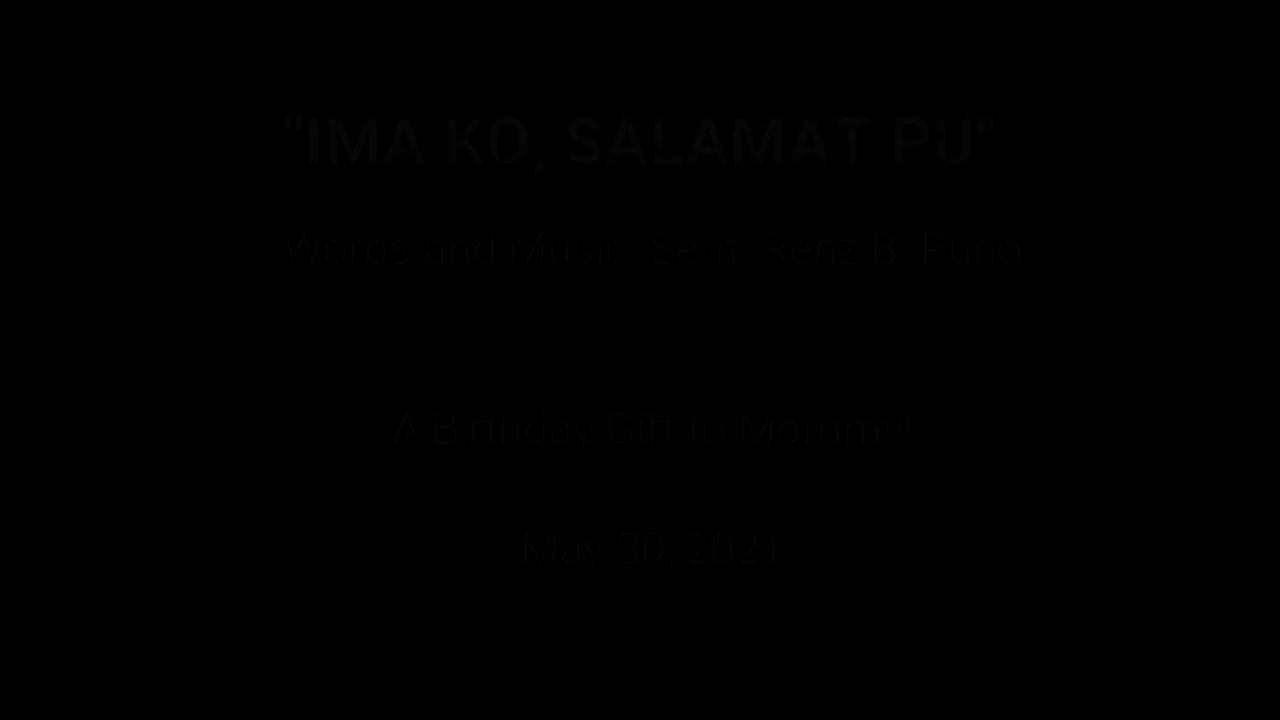 "IMA KO, SALAMAT PU"
Words and Music: Sem. Renz B. Puno
A Birthday Gift to Mommy!
May 30, 2021